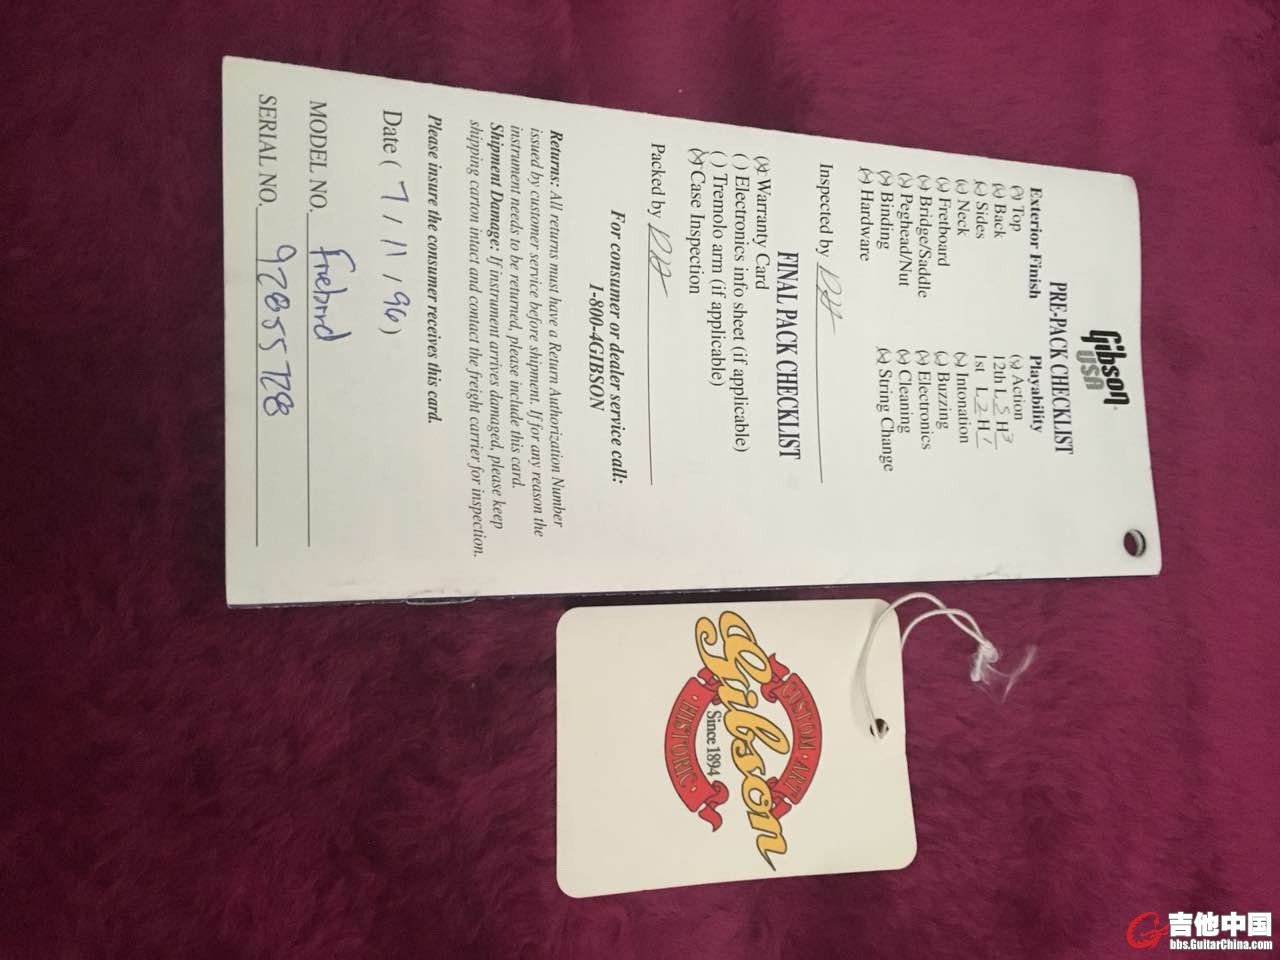 Gibson
USA
PRE-PACK CHECKLIST
Exterior Finish Playability
(x) Top (x) Action
(x) Back 12th L 5 H 3
(x) Sides 1st L 2 H 1
(x) Neck (x) Intonation
(x) Fretboard (x) Buzzing
(x) Bridge/Saddle (x) Electronics
(x) Peghead/Nut (x) Cleaning
(x) Binding (x) String Change
(x) Hardware
Inspected by
FINAL PACK CHECKLIST
(x) Warranty Card
( ) Electronics info sheet (if applicable)
( ) Tremolo arm (if applicable)
(x) Case Inspection
Packed by
For consumer or dealer service call:
1-800-4GIBSON
Returns: All returns must have a Return Authorization Number
issued by customer service before shipment. If for any reason the
instrument needs to be returned, please include this card.
Shipment Damage: If instrument arrives damaged, please keep
shipping carton intact and contact the freight carrier for inspection.
Please insure the consumer receives this card.
Date ( 7 / 11 / 96 )
MODEL NO. Firebird
SERIAL NO. 92855728
CUSTOM · ART
Gibson
Since 1894
· HISTORIC ·
吉他中国
bbs.GuitarChina.com